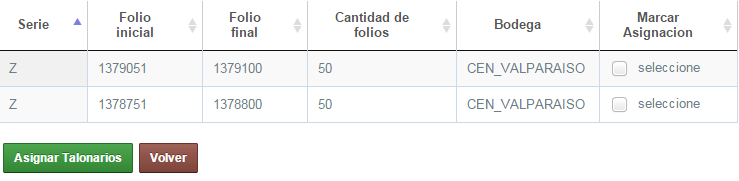 Serie Folio inicial Folio final Cantidad de folios Bodega Marcar Asignacion
Z 1379051 1379100 50 CEN_VALPARAISO seleccione
Z 1378751 1378800 50 CEN_VALPARAISO seleccione
Asignar Talonarios Volver